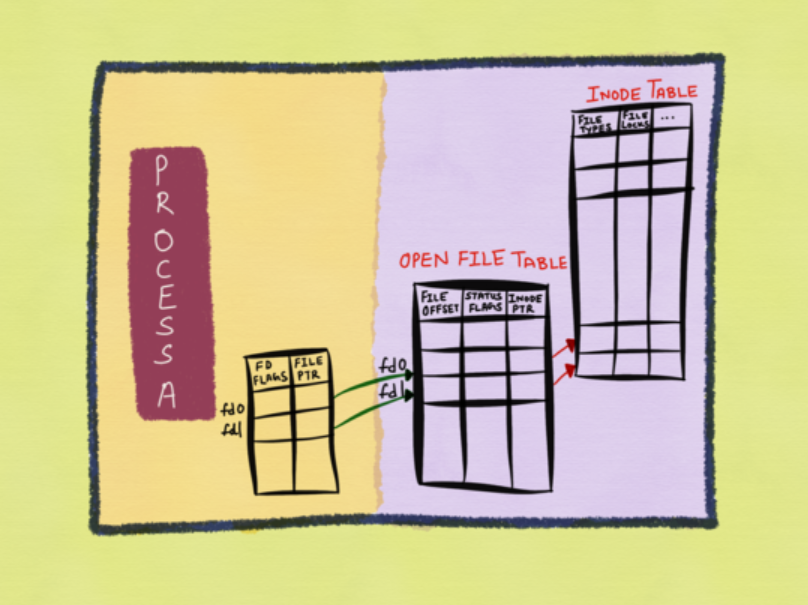 INODE TABLE
FILE TYPES
FILE LOCKS
...
PROCESS A
OPEN FILE TABLE
FILE OFFSET
STATUS FLAGS
INODE PTR
FD FLAGS
FILE PTR
fd0
fd1
fd0
fd1